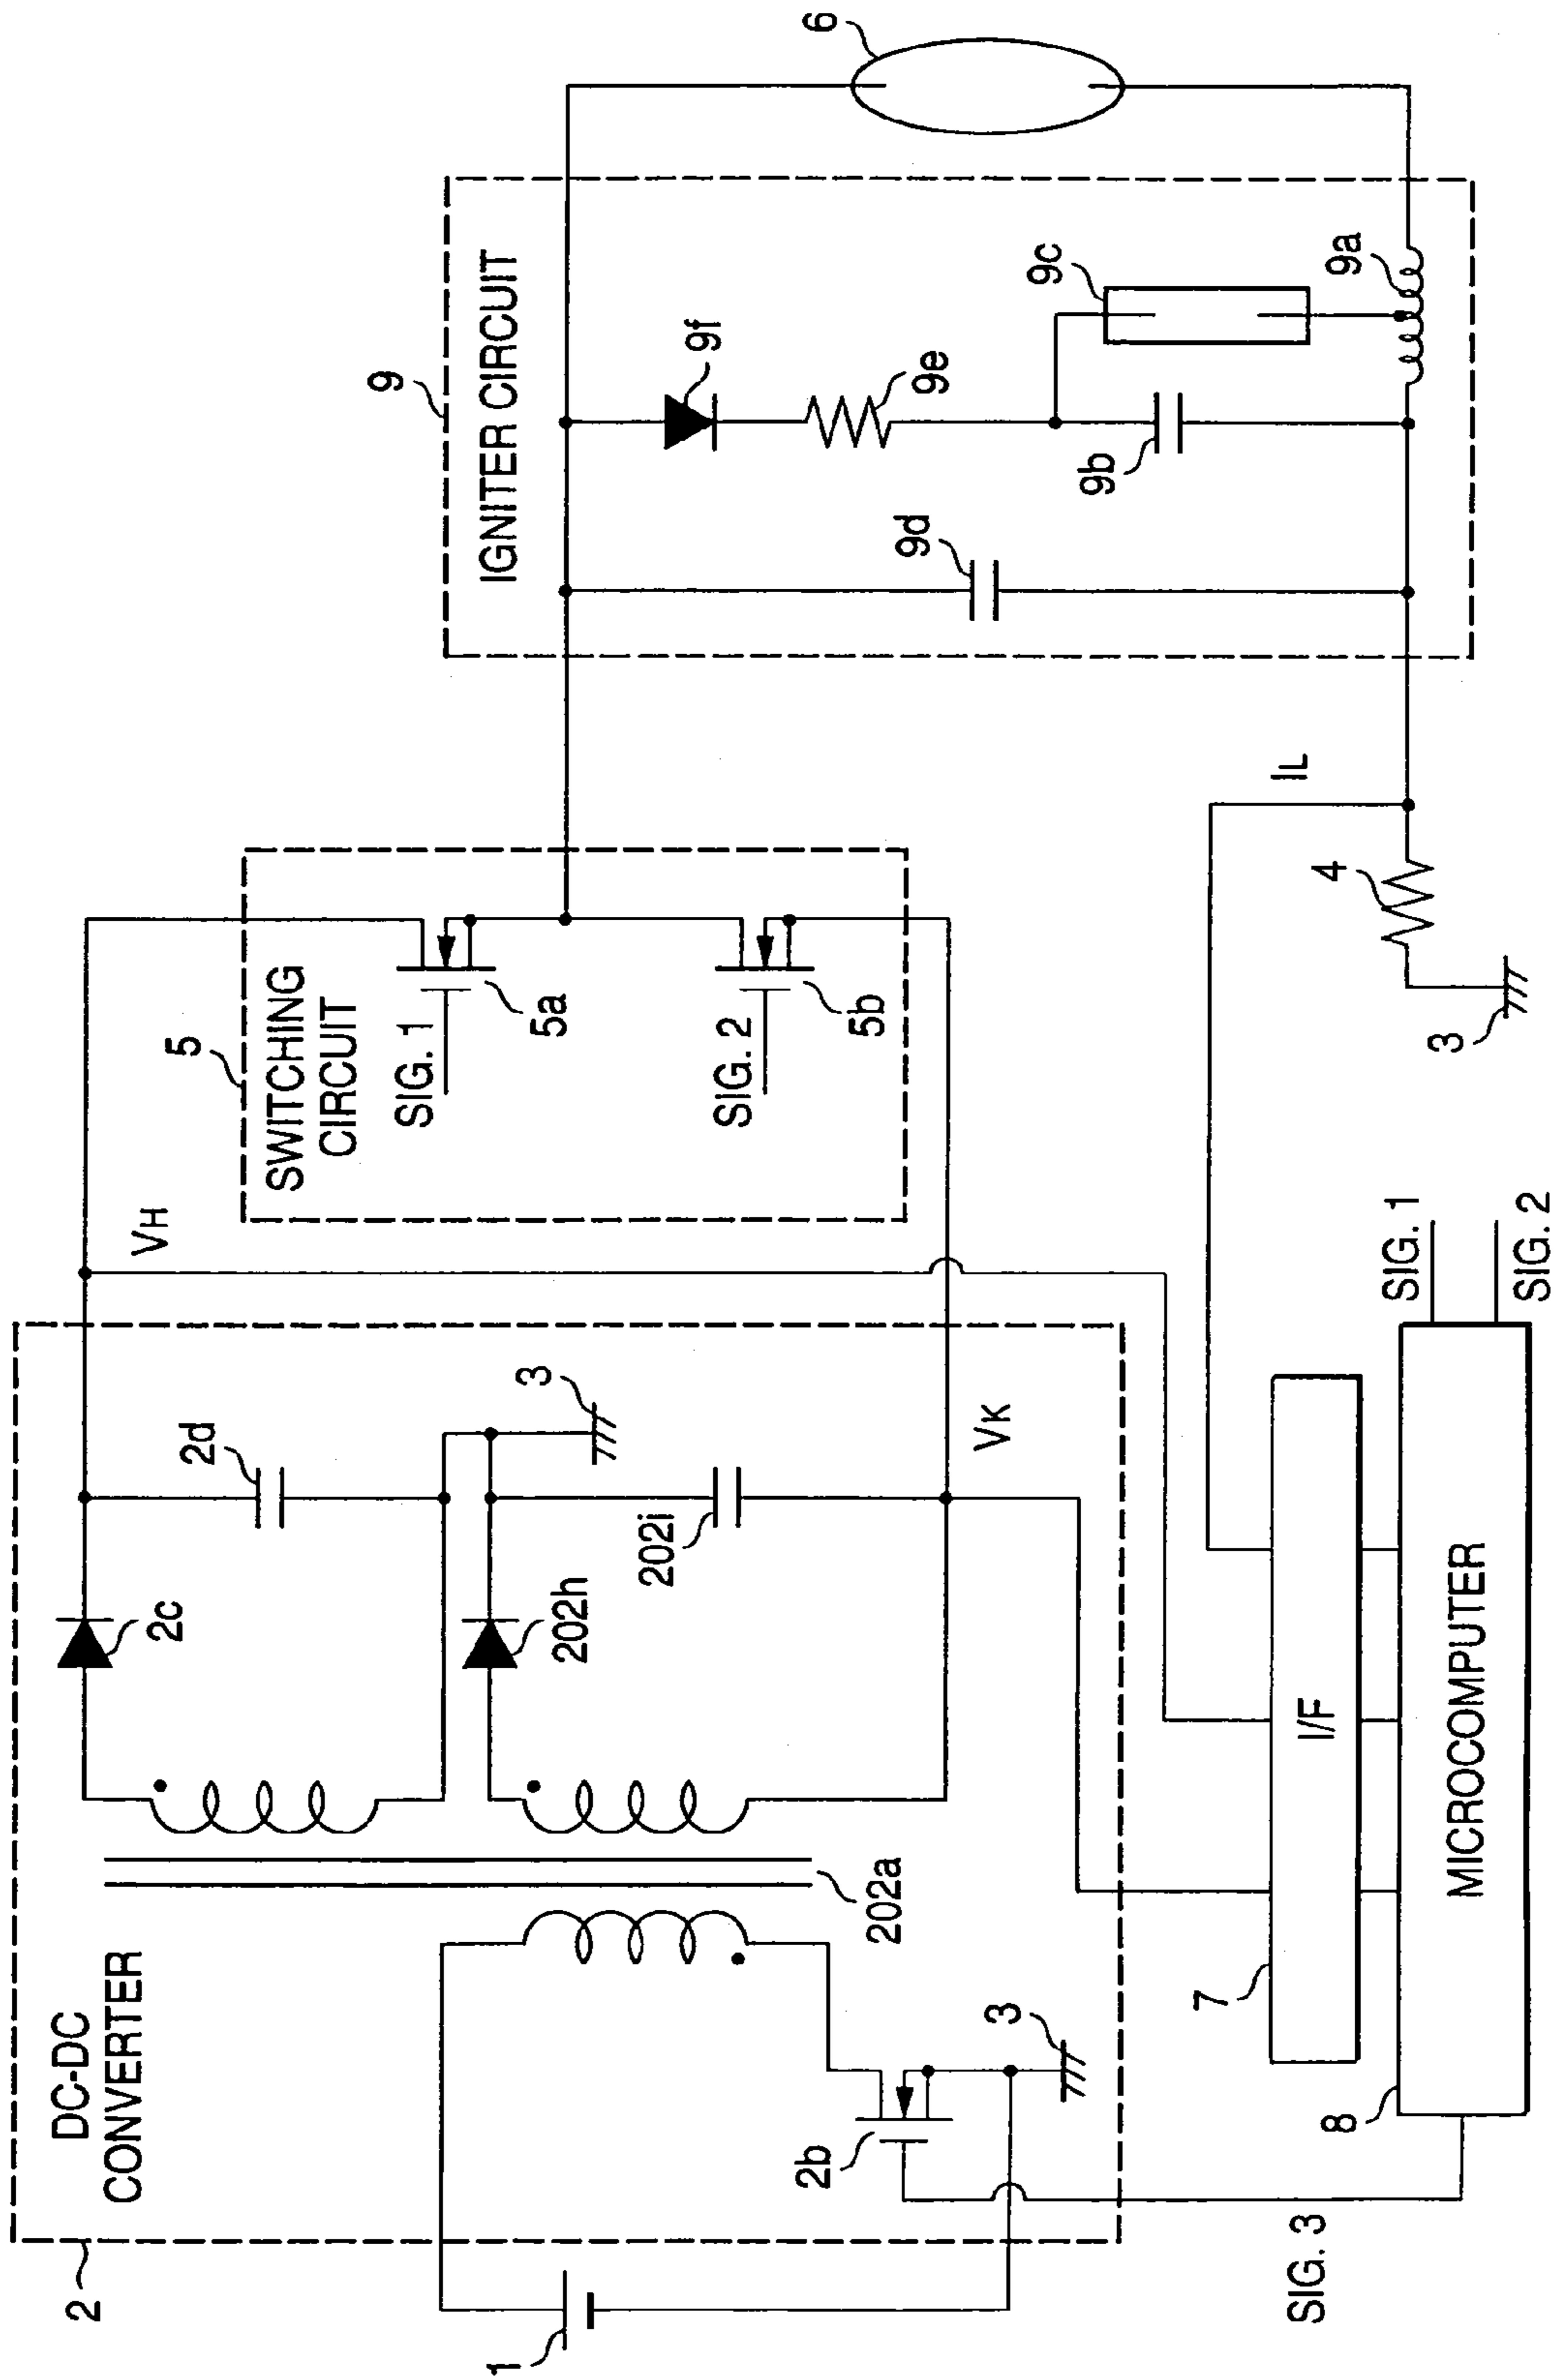 2
DC-DC
CONVERTER
1
2b
3
202a
2c
2d
202h
202i
3
VH
VK
5
SWITCHING
CIRCUIT
SIG. 1
5a
SIG. 2
5b
9
IGNITER CIRCUIT
9f
9e
9d
9b
9c
9a
6
IL
4
3
7
I/F
8
MICROCOMPUTER
SIG. 1
SIG. 2
SIG. 3